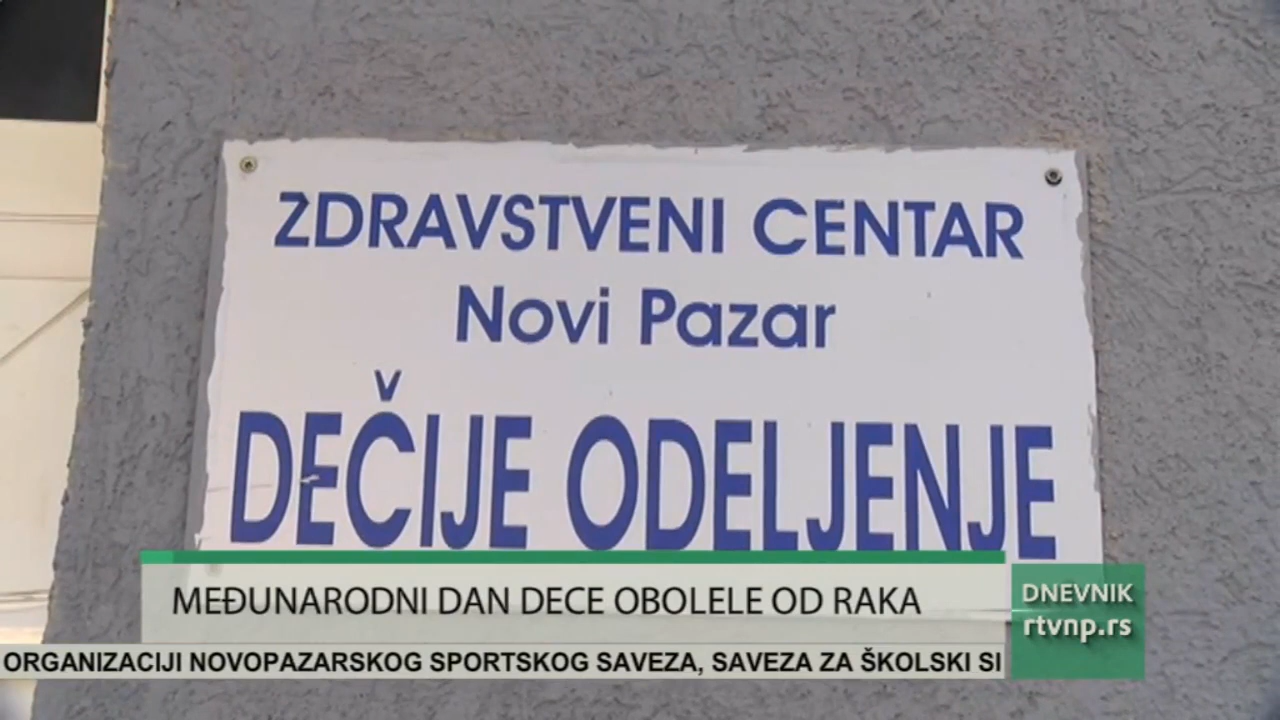 ZDRAVSTVENI CENTAR
Novi Pazar
DEČIJE ODELJENJE
MEĐUNARODNI DAN DECE OBOLELE OD RAKA
DNEVNIK
rtvnp.rs
ORGANIZACIJI NOVOPAZARSKOG SPORTSKOG SAVEZA, SAVEZA ZA ŠKOLSKI